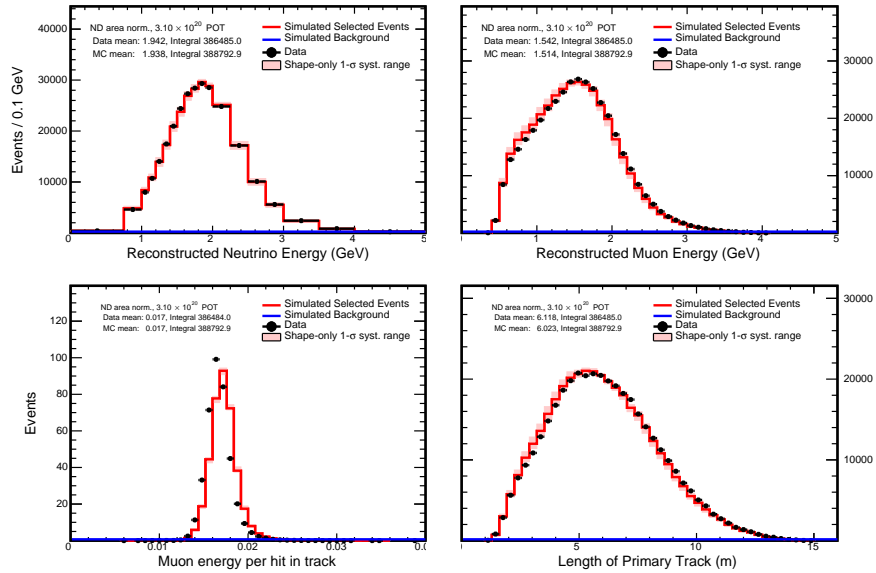 ND area norm., 3.10 × 10²⁰ POT
Data mean: 1.942, Integral 386485.0
MC mean: 1.938, Integral 388792.9
Simulated Selected Events
Simulated Background
Data
Shape-only 1-σ syst. range
40000
30000
20000
10000
Events / 0.1 GeV
0 1 2 3 4 5
Reconstructed Neutrino Energy (GeV)
ND area norm., 3.10 × 10²⁰ POT
Data mean: 1.542, Integral 386485.0
MC mean: 1.514, Integral 388792.9
Simulated Selected Events
Simulated Background
Data
Shape-only 1-σ syst. range
30000
20000
10000
0 1 2 3 4 5
Reconstructed Muon Energy (GeV)
ND area norm., 3.10 × 10²⁰ POT
Data mean: 0.017, Integral 386484.0
MC mean: 0.017, Integral 388792.9
Simulated Selected Events
Simulated Background
Data
Shape-only 1-σ syst. range
120
100
80
60
40
20
Events
0 0.01 0.02 0.03
Muon energy per hit in track
ND area norm., 3.10 × 10²⁰ POT
Data mean: 6.118, Integral 386485.0
MC mean: 6.023, Integral 388792.9
Simulated Selected Events
Simulated Background
Data
Shape-only 1-σ syst. range
30000
20000
10000
5 10 15
Length of Primary Track (m)